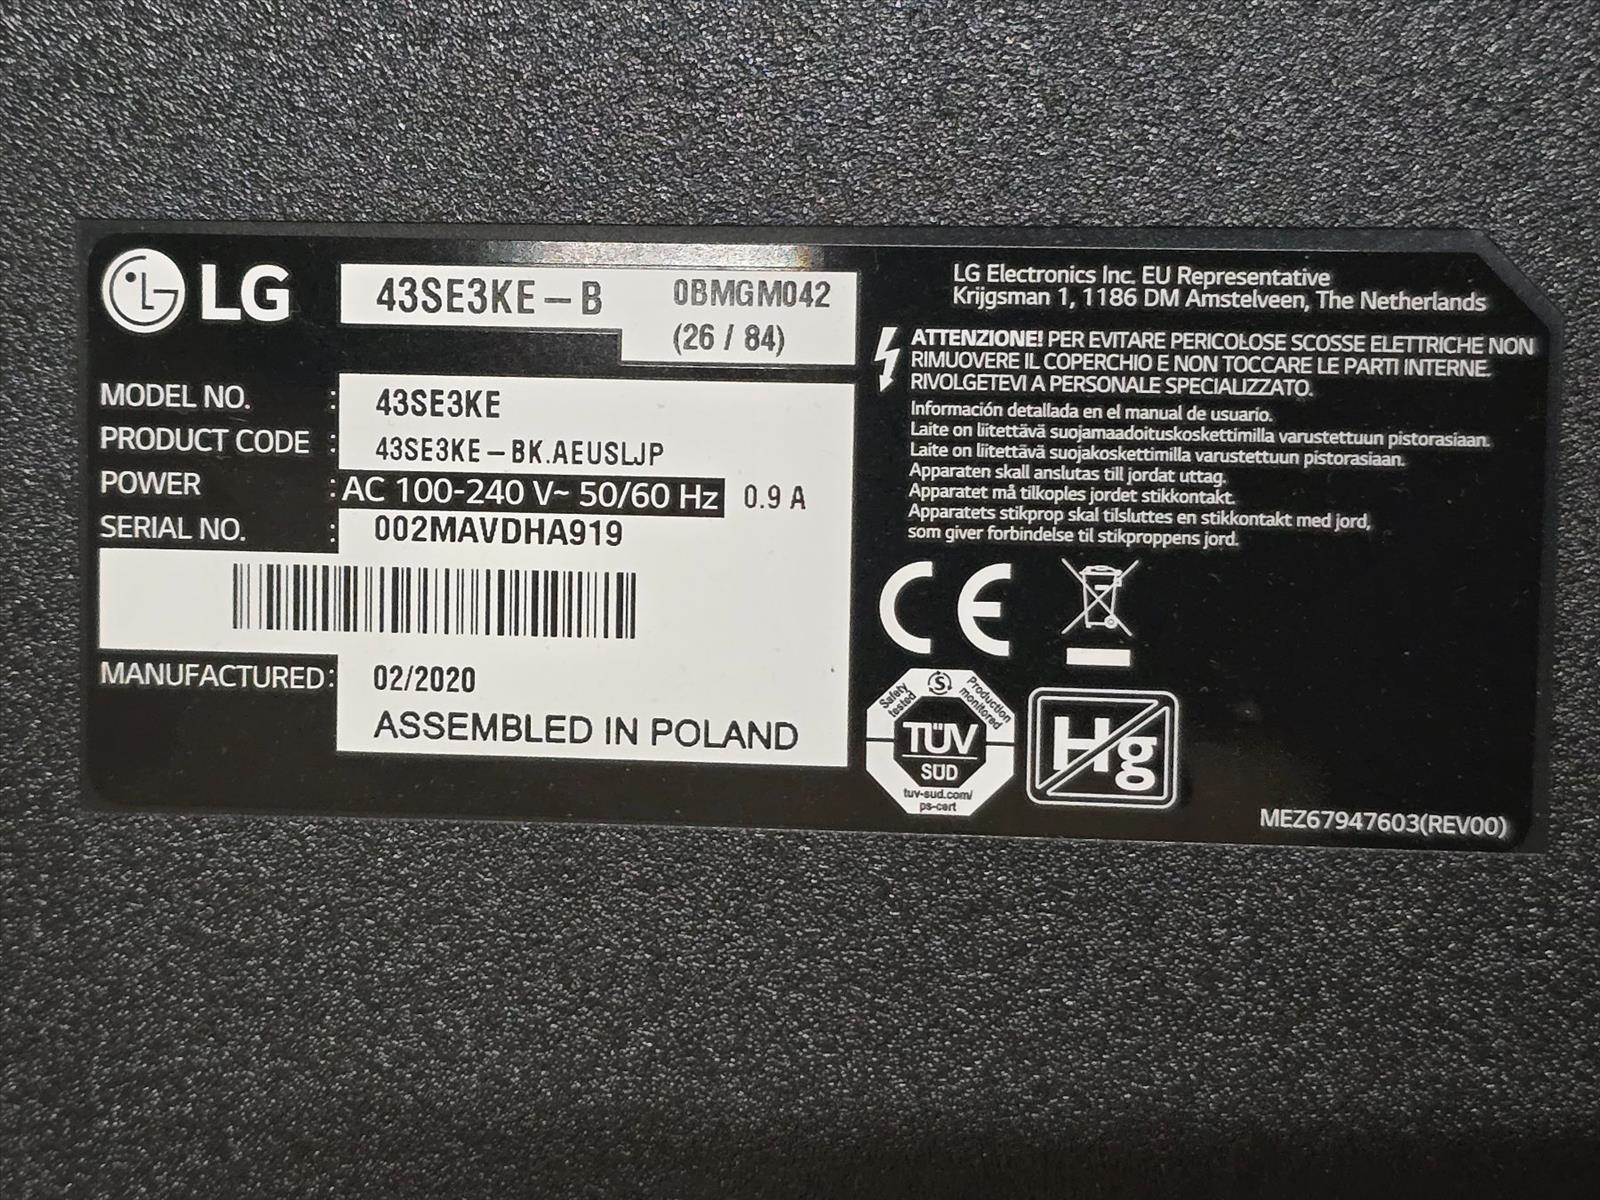 LG
43SE3KE-B
0BMGM042
(26 / 84)
MODEL NO. : 43SE3KE
PRODUCT CODE : 43SE3KE-BK.AEUSLJP
POWER : AC 100-240 V~ 50/60 Hz 0.9 A
SERIAL NO. : 002MAVDHA919
MANUFACTURED: 02/2020
ASSEMBLED IN POLAND
LG Electronics Inc. EU Representative
Krijgsman 1, 1186 DM Amstelveen, The Netherlands
ATTENZIONE! PER EVITARE PERICOLOSE SCOSSE ELETTRICHE NON
RIMUOVERE IL COPERCHIO E NON TOCCARE LE PARTI INTERNE.
RIVOLGETEVI A PERSONALE SPECIALIZZATO.
Información detallada en el manual de usuario.
Laite on liitettävä suojamaadoituskoskettimilla varustettuun pistorasiaan.
Laite on liitettävä suojakoskettimilla varustettuun pistorasiaan.
Apparaten skall anslutas till jordat uttag.
Apparatet må tilkoples jordet stikkontakt.
Apparatets stikprop skal tilsluttes en stikkontakt med jord,
som giver forbindelse til stikproppens jord.
CE
Safety
tested
S
Production
monitored
TÜV
SÜD
tuv-sud.com/
ps-cert
Hg
MEZ67947603(REV00)